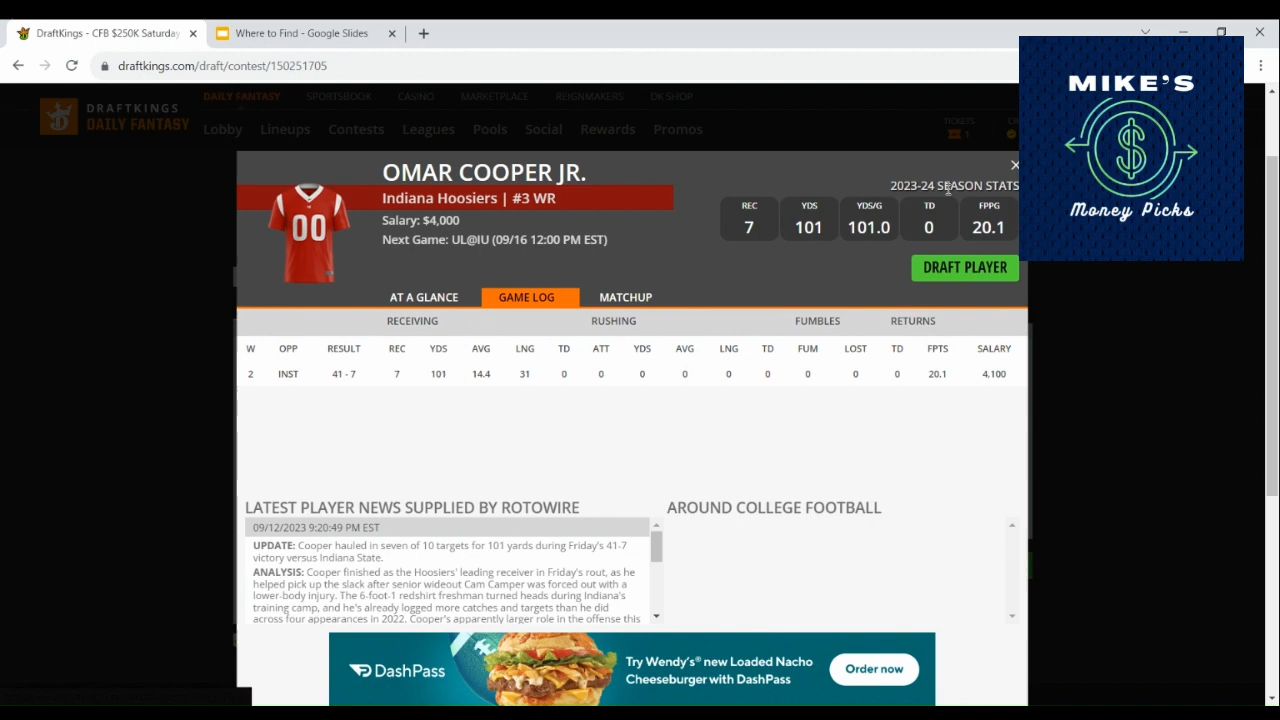 DraftKings - CFB $250K Saturday
Where to Find - Google Slides
draftkings.com/draft/contest/150251705
DRAFTKINGS
DAILY FANTASY
DAILY FANTASY SPORTSBOOK CASINO MARKETPLACE REIGNMAKERS DK SHOP
Lobby Lineups Contests Leagues Pools Social Rewards Promos
TICKETS
1
MIKE'S
$
Money Picks
OMAR COOPER JR.
Indiana Hoosiers | #3 WR
Salary: $4,000
Next Game: UL@IU (09/16 12:00 PM EST)
00
2023-24 SEASON STATS
REC YDS YDS/G TD FPPG
7 101 101.0 0 20.1
DRAFT PLAYER
AT A GLANCE GAME LOG MATCHUP
RECEIVING RUSHING FUMBLES RETURNS
W OPP RESULT REC YDS AVG LNG TD ATT YDS AVG LNG TD FUM LOST TD FPTS SALARY
2 INST 41 - 7 7 101 14.4 31 0 0 0 0 0 0 0 0 0 20.1 4,100
LATEST PLAYER NEWS SUPPLIED BY ROTOWIRE
09/12/2023 9:20:49 PM EST
UPDATE: Cooper hauled in seven of 10 targets for 101 yards during Friday's 41-7
victory versus Indiana State.
ANALYSIS: Cooper finished as the Hoosiers' leading receiver in Friday's rout, as he
helped pick up the slack after senior wideout Cam Camper was forced out with a
lower-body injury. The 6-foot-1 redshirt freshman turned heads during Indiana's
training camp, and he's already logged more catches and targets than he did
across four appearances in 2022. Cooper's apparently larger role in the offense this
AROUND COLLEGE FOOTBALL
DashPass
Try Wendy's® new Loaded Nacho
Cheeseburger with DashPass
Order now